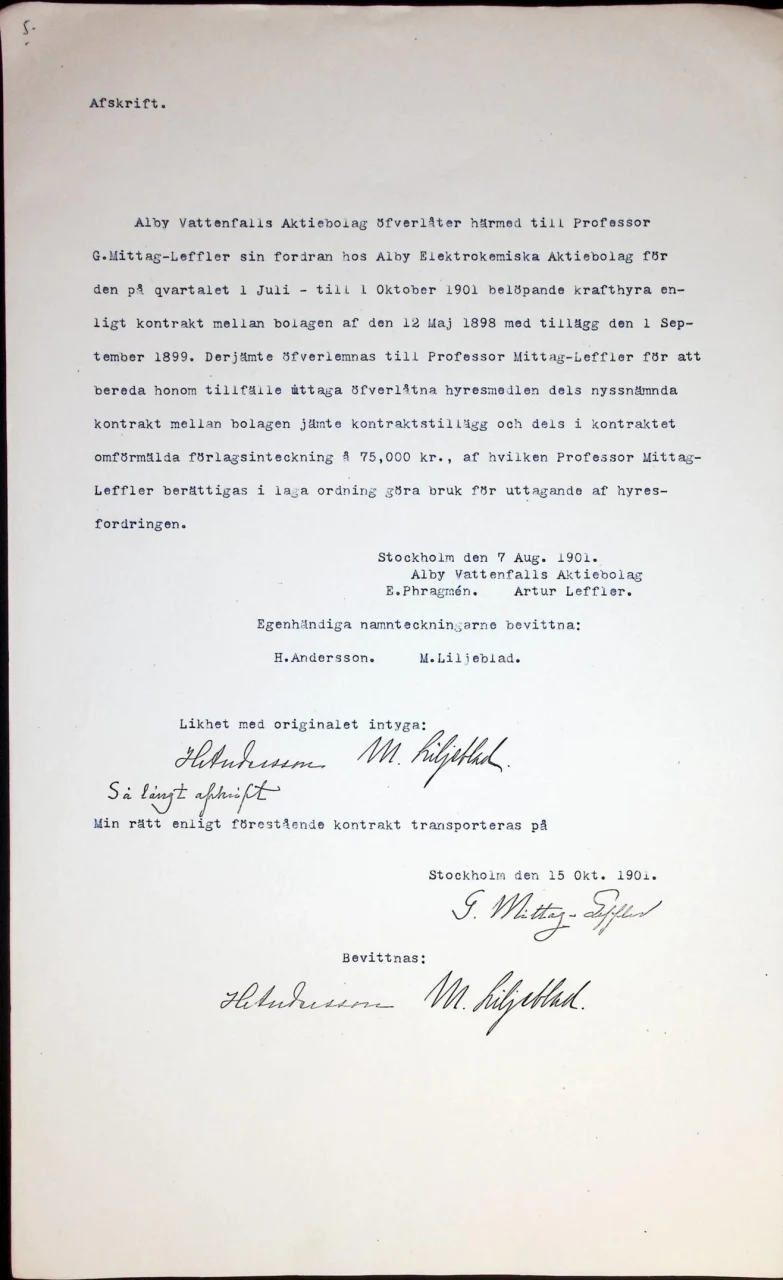 5.
Afskrift.
Alby Vattenfalls Aktiebolag öfverlåter härmed till Professor
G.Mittag-Leffler sin fordran hos Alby Elektrokemiska Aktiebolag för
den på qvartalet 1 Juli - till 1 Oktober 1901 belöpande krafthyra en-
ligt kontrakt mellan bolagen af den 12 Maj 1898 med tillägg den 1 Sep-
tember 1899. Derjämte öfverlemnas till Professor Mittag-Leffler för att
bereda honom tillfälle uttaga öfverlåtna hyresmedlen dels nyssnämnda
kontrakt mellan bolagen jämte kontraktstillägg och dels i kontraktet
omförmälda förlagsinteckning å 75,000 kr., af hvilken Professor Mittag-
Leffler berättigas i laga ordning göra bruk för uttagande af hyres-
fordringen.
Stockholm den 7 Aug. 1901.
Alby Vattenfalls Aktiebolag
E.Phragmén. Artur Leffler.
Egenhändiga namnteckningarne bevittna:
H.Andersson. M.Liljeblad.
Likhet med originalet intyga:
H.Andersson M. Liljeblad.
Så långt afskrift
Min rätt enligt förestående kontrakt transporteras på
Stockholm den 15 Okt. 1901.
G. Mittag-Leffler
Bevittnas:
H.Andersson M. Liljeblad.